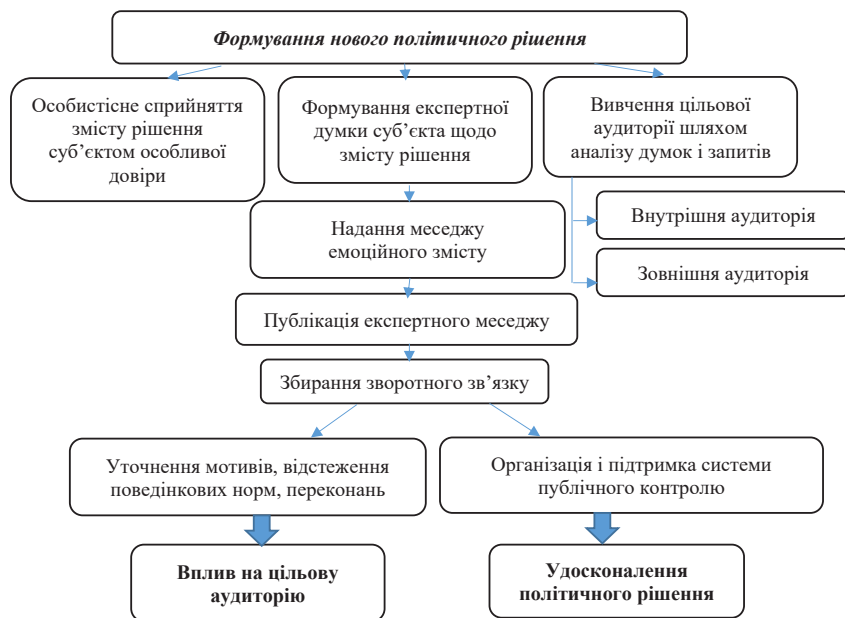 Формування нового політичного рішення
Особистісне сприйняття
змісту рішення
суб’єктом особливої
довіри
Формування експертної
думки суб’єкта щодо
змісту рішення
Вивчення цільової
аудиторії шляхом
аналізу думок і запитів
Внутрішня аудиторія
Зовнішня аудиторія
Надання меседжу
емоційного змісту
Публікація експертного меседжу
Збирання зворотного зв’язку
Уточнення мотивів, відстеження
поведінкових норм, переконань
Організація і підтримка системи
публічного контролю
Вплив на цільову
аудиторію
Удосконалення
політичного рішення